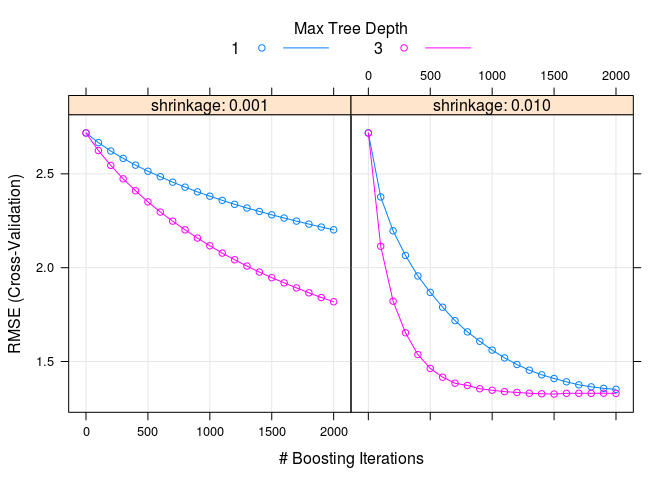 Max Tree Depth
1 3
0 500 1000 1500 2000
shrinkage: 0.001 shrinkage: 0.010
2.5
2.0
1.5
RMSE (Cross-Validation)
0 500 1000 1500 2000
# Boosting Iterations